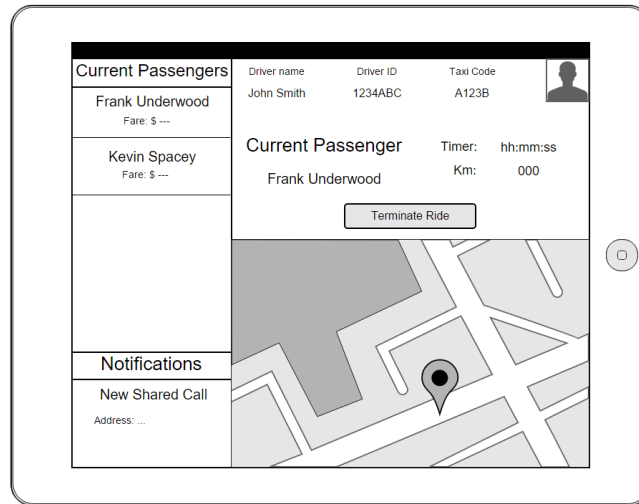 Current Passengers
Frank Underwood
Fare: $ ---
Kevin Spacey
Fare: $ ---
Notifications
New Shared Call
Address: ...
Driver name Driver ID Taxi Code
John Smith 1234ABC A123B
Current Passenger Timer: hh:mm:ss
Frank Underwood Km: 000
Terminate Ride